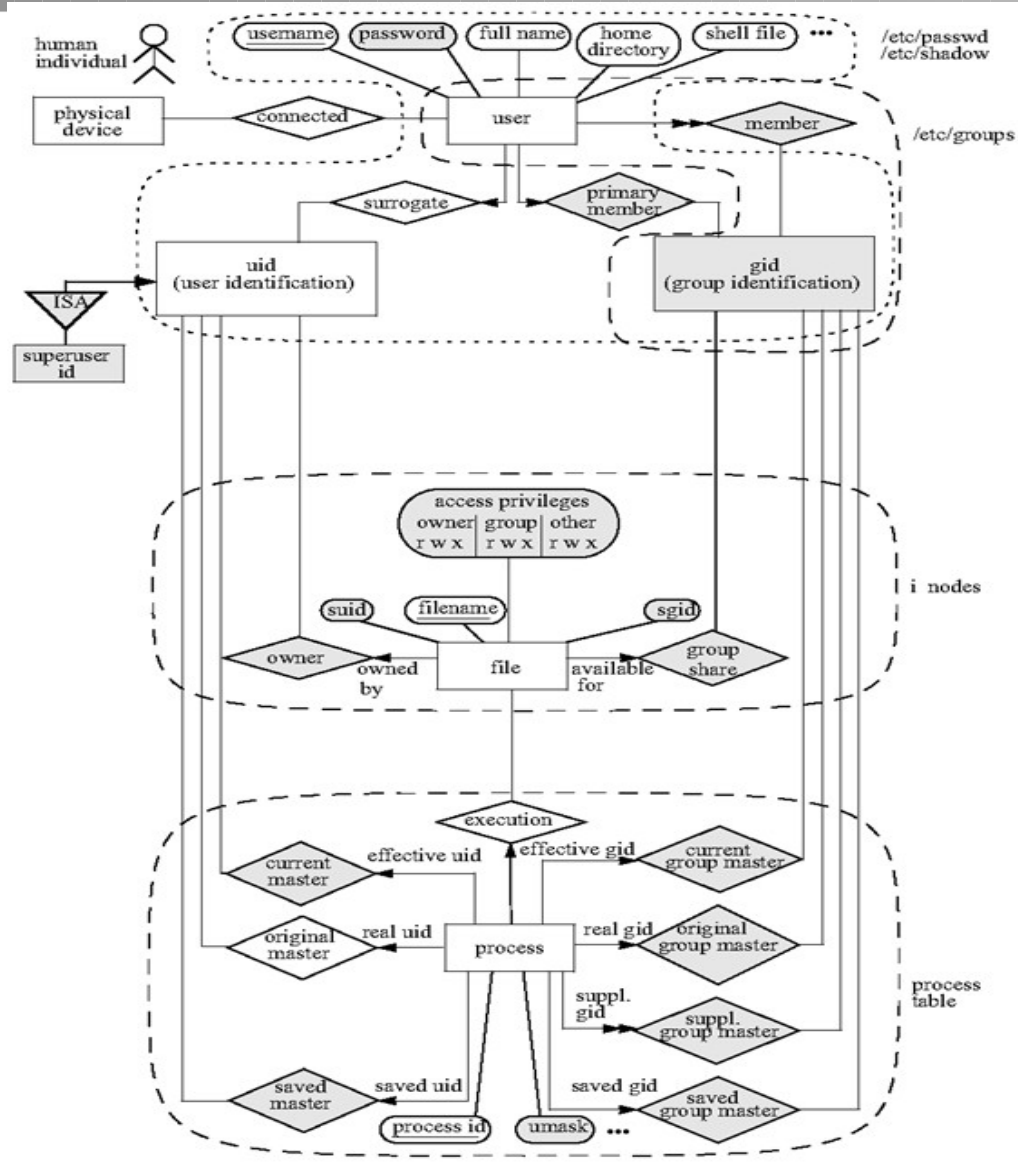 human
individual
username
password
full name
home
directory
shell file
•••
/etc/passwd
/etc/shadow
physical
device
connected
user
member
/etc/groups
surrogate
primary
member
uid
(user identification)
gid
(group identification)
ISA
superuser
id
access privileges
owner group other
r w x r w x r w x
i nodes
suid
filename
sgid
owner
owned
by
file
available
for
group
share
execution
current
master
effective uid
effective gid
current
group master
original
master
real uid
process
real gid
original
group master
process
table
suppl.
gid
suppl.
group master
saved
master
saved uid
saved gid
saved
group master
process id
umask
•••